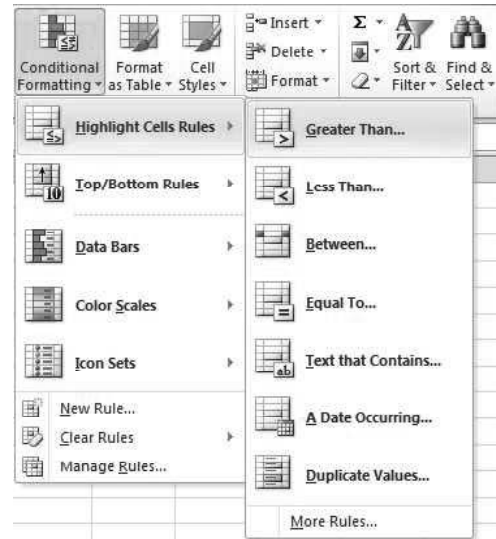 Conditional Formatting
Format as Table
Cell Styles
Insert
Delete
Format
Σ
Sort & Filter
Find & Select
Highlight Cells Rules
Top/Bottom Rules
Data Bars
Color Scales
Icon Sets
New Rule...
Clear Rules
Manage Rules...
Greater Than...
Less Than...
Between...
Equal To...
Text that Contains...
A Date Occurring...
Duplicate Values...
More Rules...